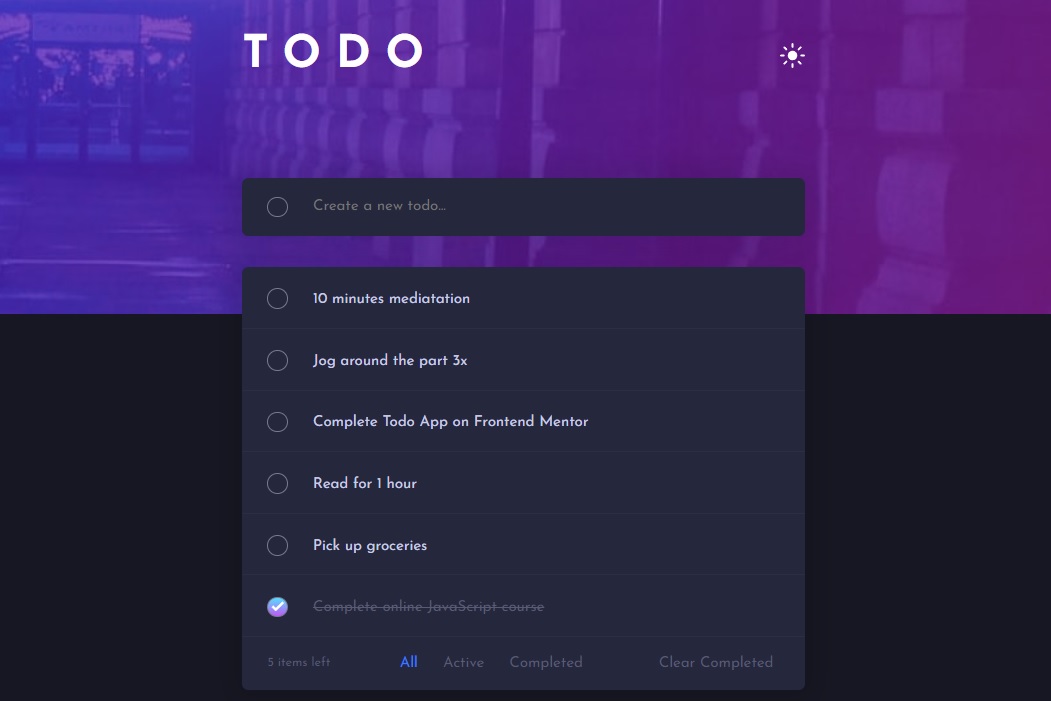 TODO
Create a new todo...
10 minutes mediatation
Jog around the part 3x
Complete Todo App on Frontend Mentor
Read for 1 hour
Pick up groceries
Complete online JavaScript course
5 items left All Active Completed Clear Completed